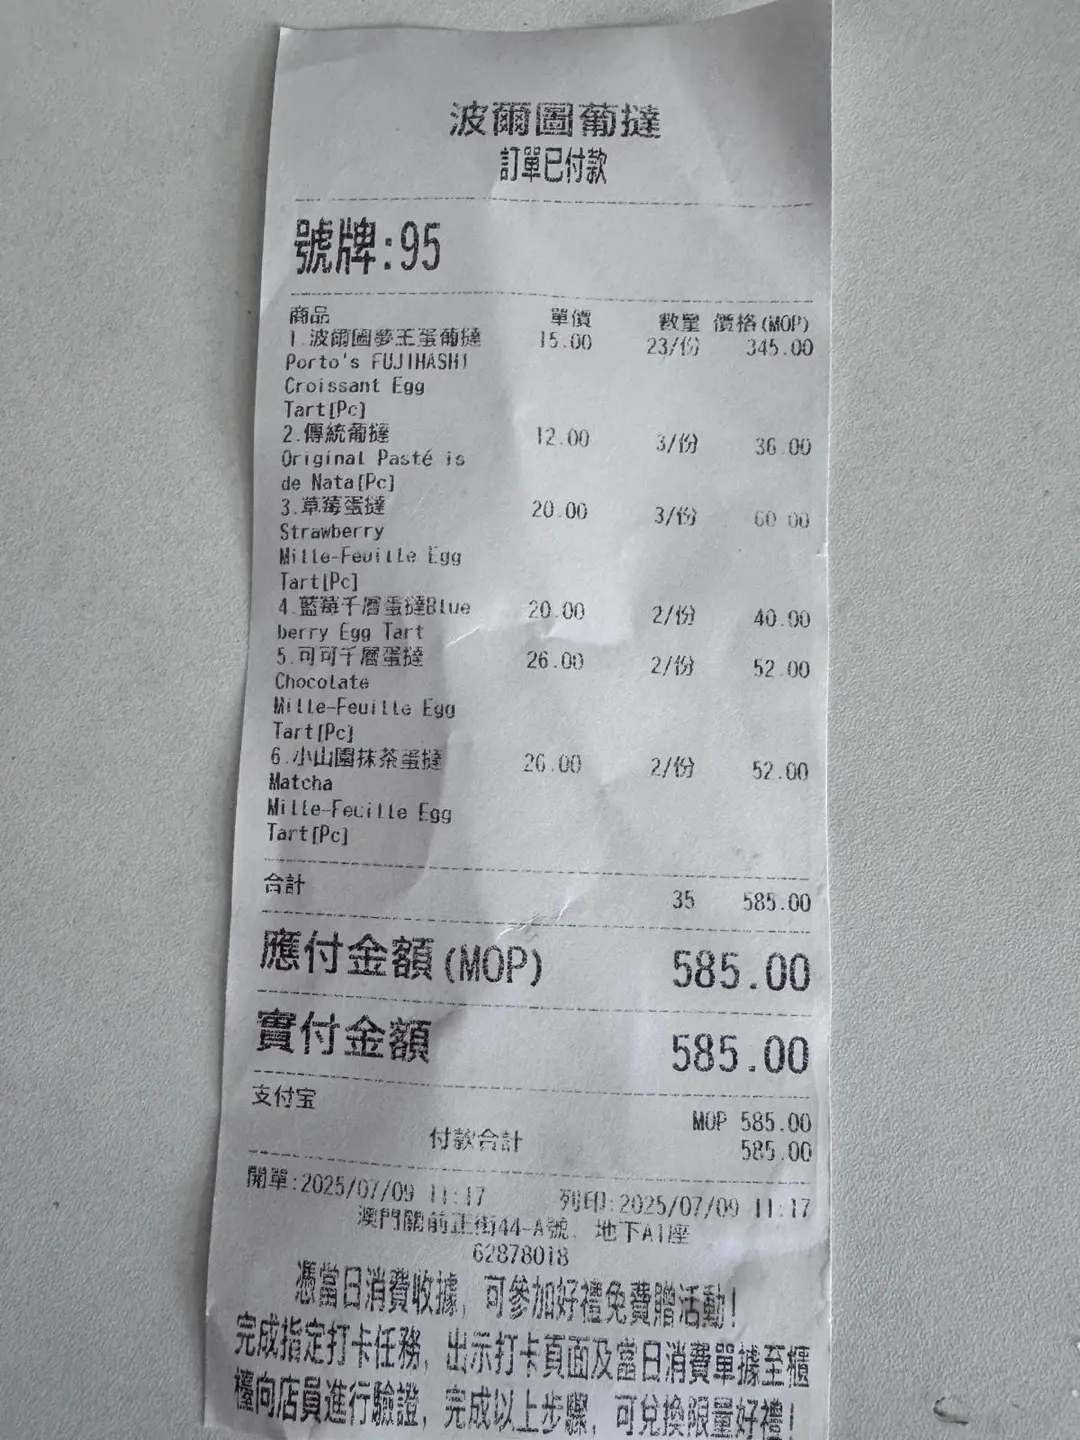 波爾圖葡撻
訂單已付款
號牌:95
商品 單價 數量 價格(MOP)
1.波爾圖夢王蛋葡撻 15.00 23/份 345.00
Porto's FUJIHASHI
Croissant Egg
Tart[Pc]
2.傳統葡撻 12.00 3/份 36.00
Original Pasté is
de Nata[Pc]
3.草莓蛋撻 20.00 3/份 60.00
Strawberry
Mille-Feuille Egg
Tart[Pc]
4.藍莓千層蛋撻Blue 20.00 2/份 40.00
berry Egg Tart
5.可可千層蛋撻 26.00 2/份 52.00
Chocolate
Mille-Feuille Egg
Tart[Pc]
6.小山園抹茶蛋撻 26.00 2/份 52.00
Matcha
Mille-Feuille Egg
Tart[Pc]
合計 35 585.00
應付金額(MOP) 585.00
實付金額 585.00
支付宝 MOP 585.00
付款合計 585.00
開單:2025/07/09 11:17 列印:2025/07/09 11:17
澳門關前正街44-A號, 地下A1座
62878018
憑當日消費收據, 可參加好禮免費贈活動!
完成指定打卡任務, 出示打卡頁面及當日消費單據至櫃
檯向店員進行驗證, 完成以上步驟, 可兌換限量好禮!